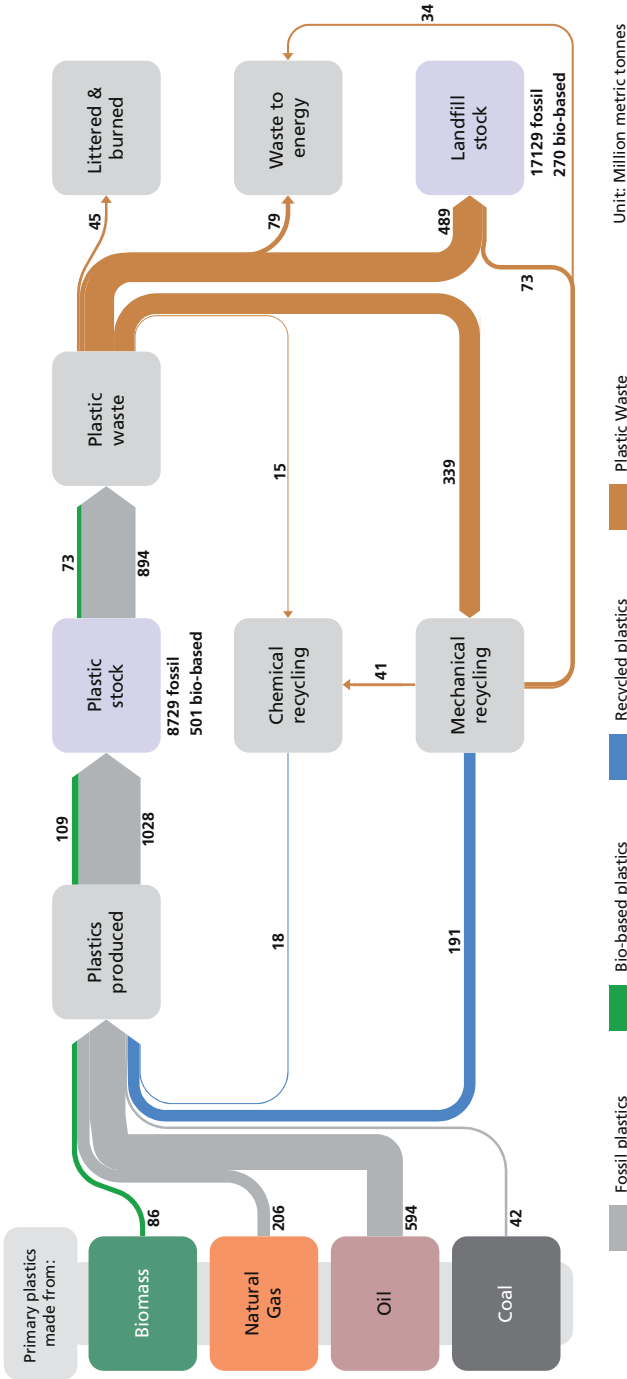 Primary plastics
made from:
Biomass
Natural
Gas
Oil
Coal
86
206
594
42
Plastics
produced
18
191
109
1028
Plastic
stock
8729 fossil
501 bio-based
Chemical
recycling
41
Mechanical
recycling
73
894
15
339
Plastic
waste
45
79
489
73
34
Littered &
burned
Waste to
energy
Landfill
stock
17129 fossil
270 bio-based
Fossil plastics
Bio-based plastics
Recycled plastics
Plastic Waste
Unit: Million metric tonnes